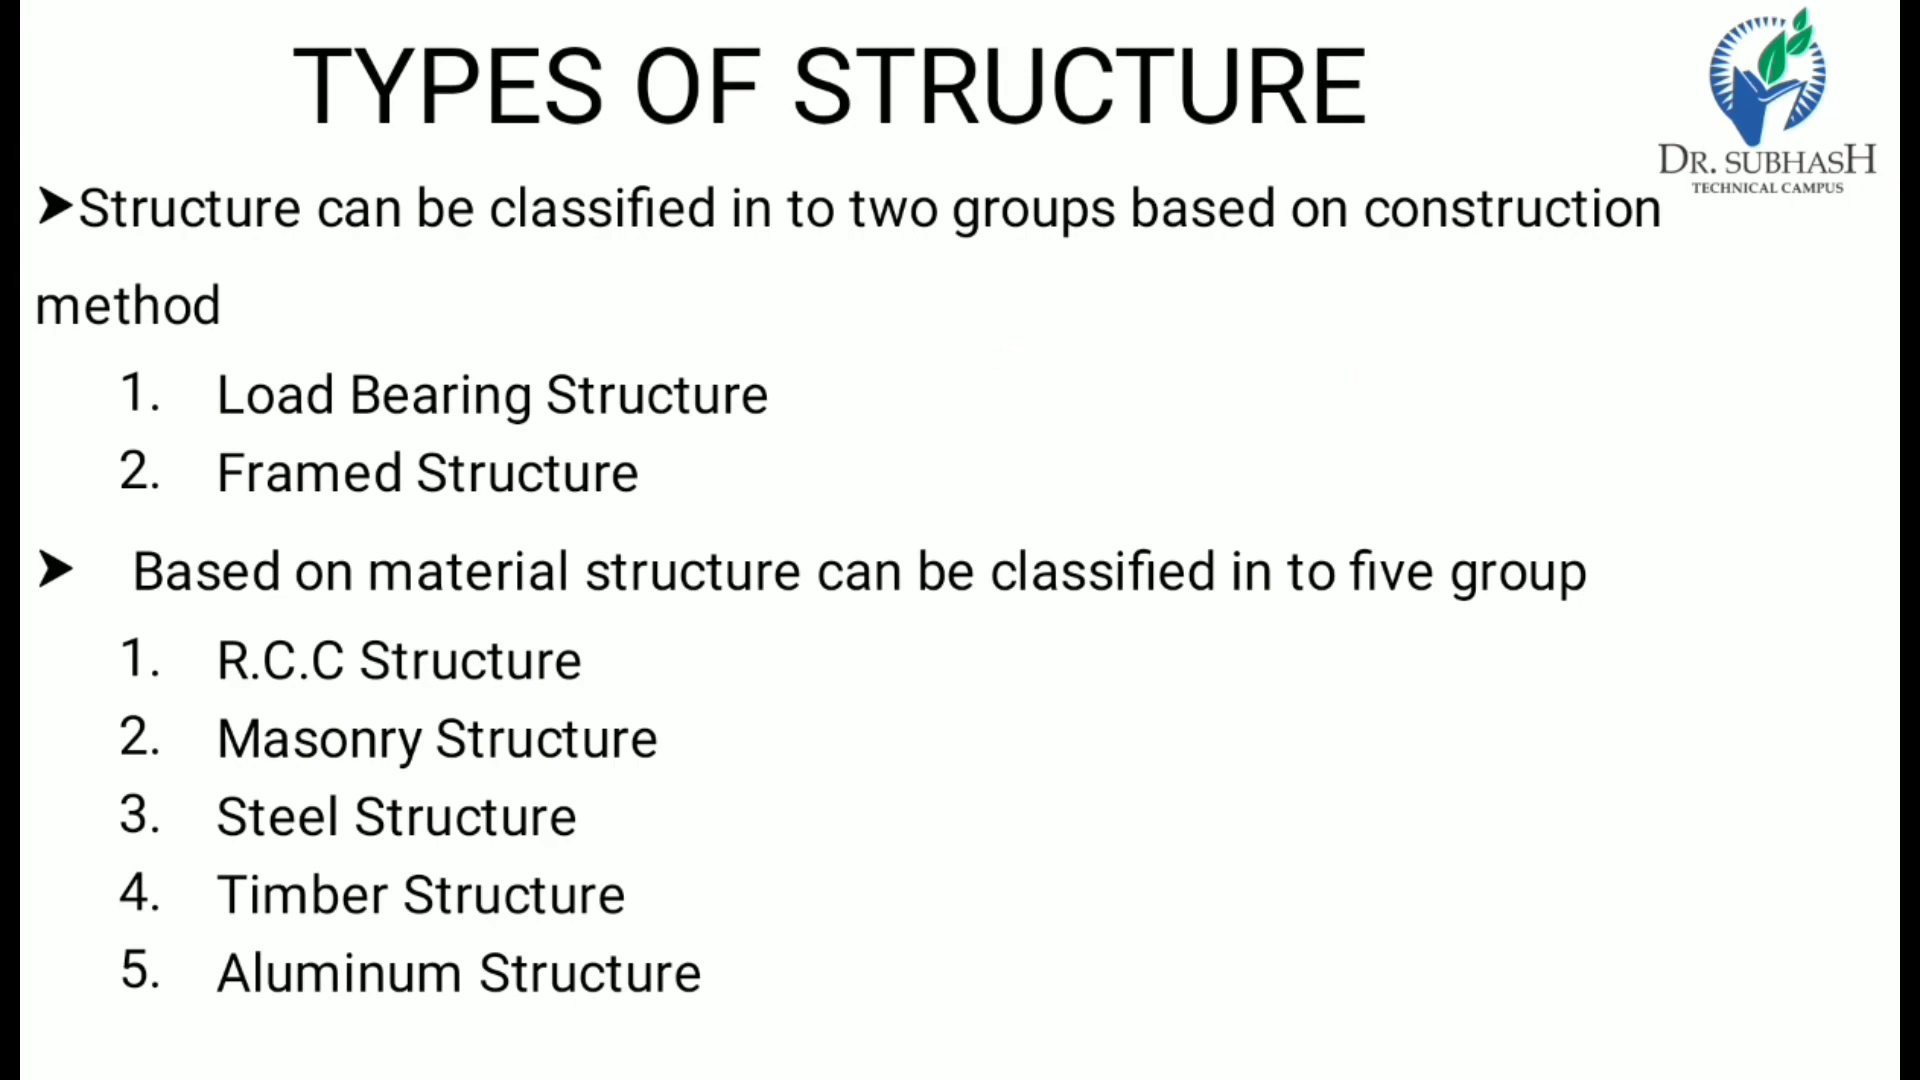 TYPES OF STRUCTURE
DR. SUBHASH
TECHNICAL CAMPUS
➤Structure can be classified in to two groups based on construction
method
1. Load Bearing Structure
2. Framed Structure
➤ Based on material structure can be classified in to five group
1. R.C.C Structure
2. Masonry Structure
3. Steel Structure
4. Timber Structure
5. Aluminum Structure